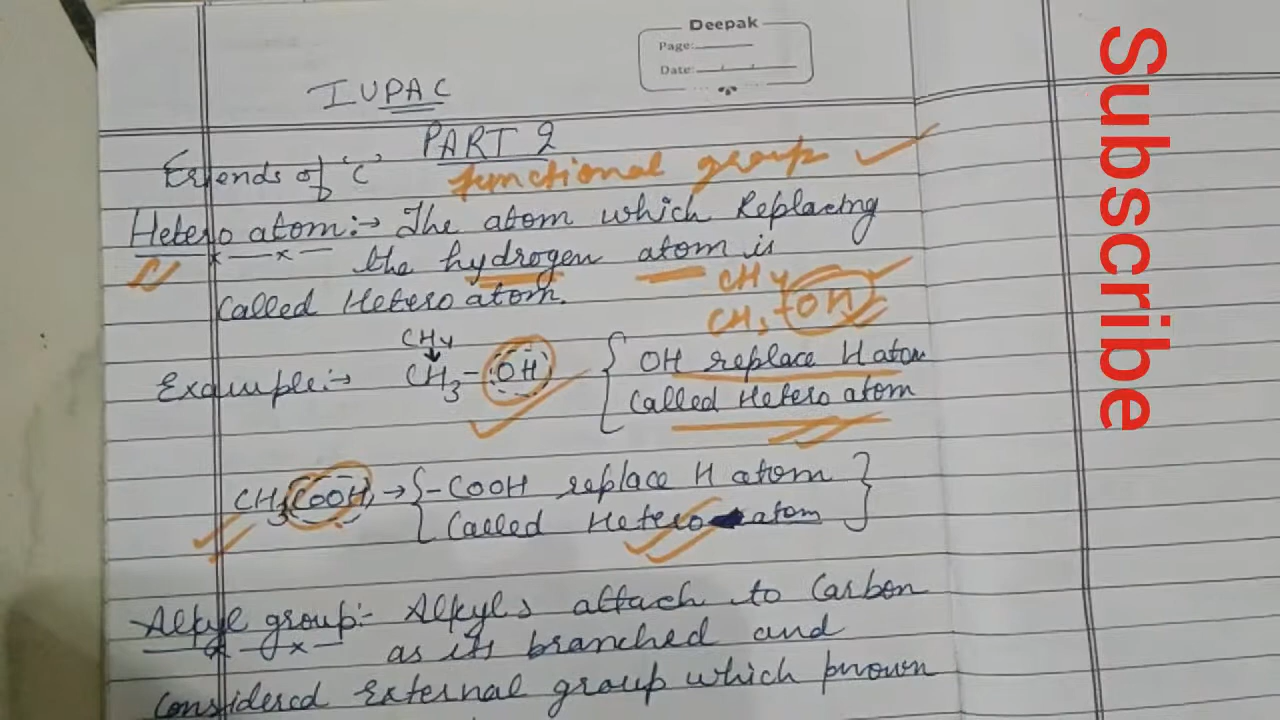 Deepak
Page:
Date:
IUPAC
PART 2
Extends of 'C' functional group
Hetero atom:→ The atom which Replacing
the hydrogen atom is
Called Hetero atom.
CH4
CH3+OH
CH4
Example:→ CH3-OH { OH replace H atom
Called Hetero atom
CH3COOH → {-COOH replace H atom }
Called Hetero atom
Alkyl group:- Alkyls attach to Carbon
as its branched and
Considered External group which known
Subscribe